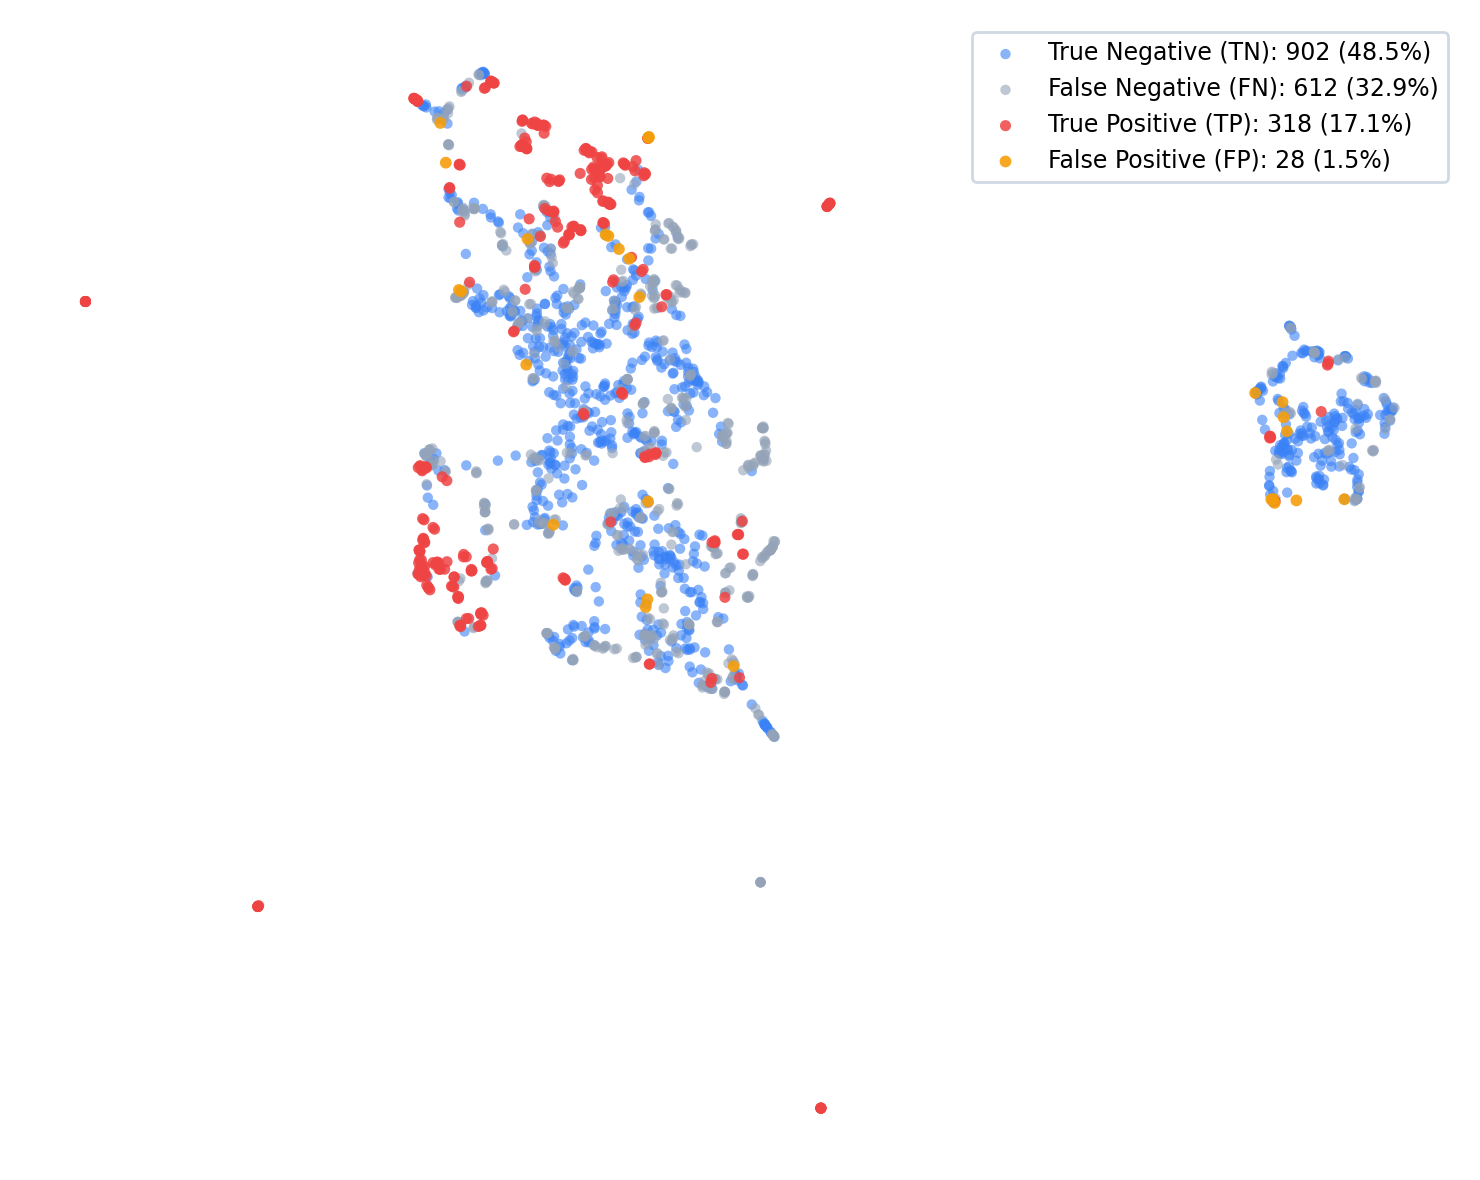 True Negative (TN): 902 (48.5%)
False Negative (FN): 612 (32.9%)
True Positive (TP): 318 (17.1%)
False Positive (FP): 28 (1.5%)